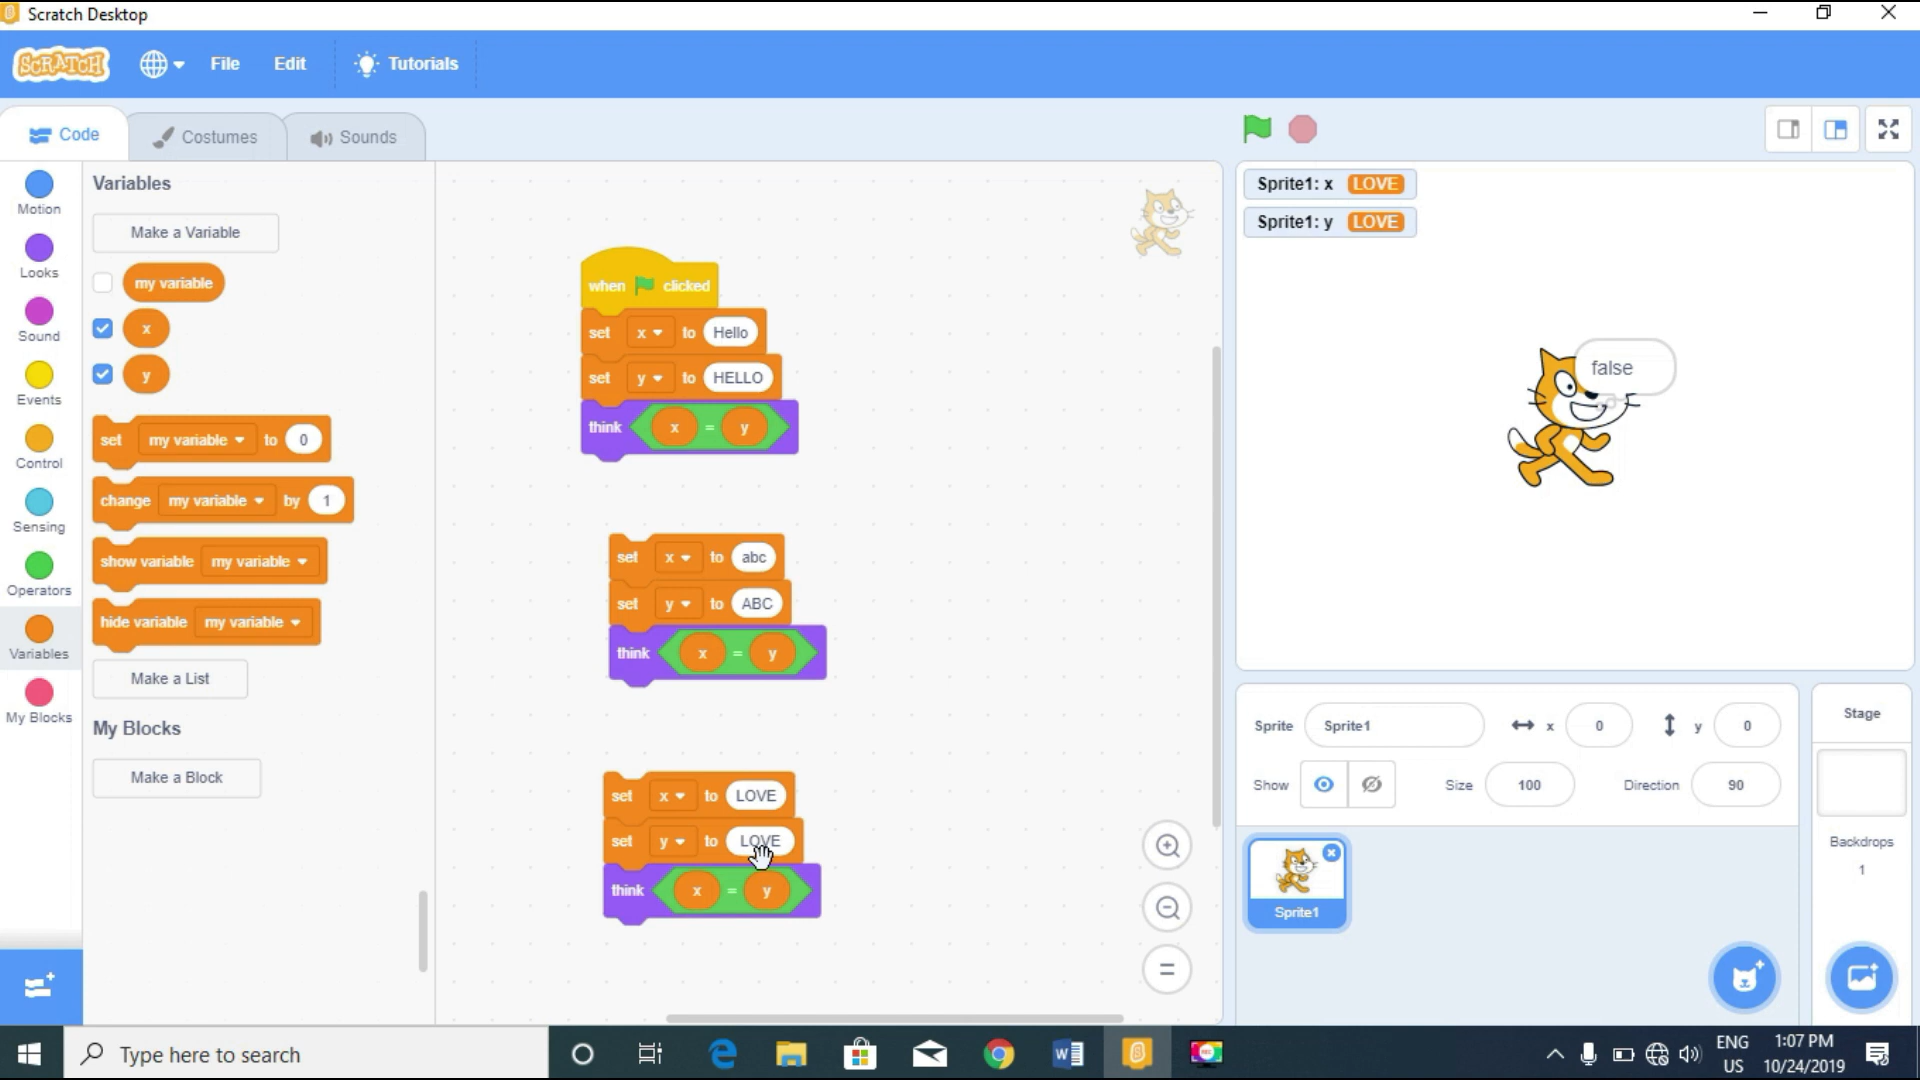 Scratch Desktop
SCRATCH
File
Edit
Tutorials
Code
Costumes
Sounds
Motion
Looks
Sound
Events
Control
Sensing
Operators
Variables
My Blocks
Variables
Make a Variable
my variable
x
y
set my variable to 0
change my variable by 1
show variable my variable
hide variable my variable
Make a List
My Blocks
Make a Block
when clicked
set x to Hello
set y to HELLO
think x = y
set x to abc
set y to ABC
think x = y
set x to LOVE
set y to LOVE
think x = y
Sprite1: x LOVE
Sprite1: y LOVE
false
Sprite Sprite1 x 0 y 0
Show Size 100 Direction 90
Sprite1
Stage
Backdrops
1
Type here to search
ENG
US
1:07 PM
10/24/2019